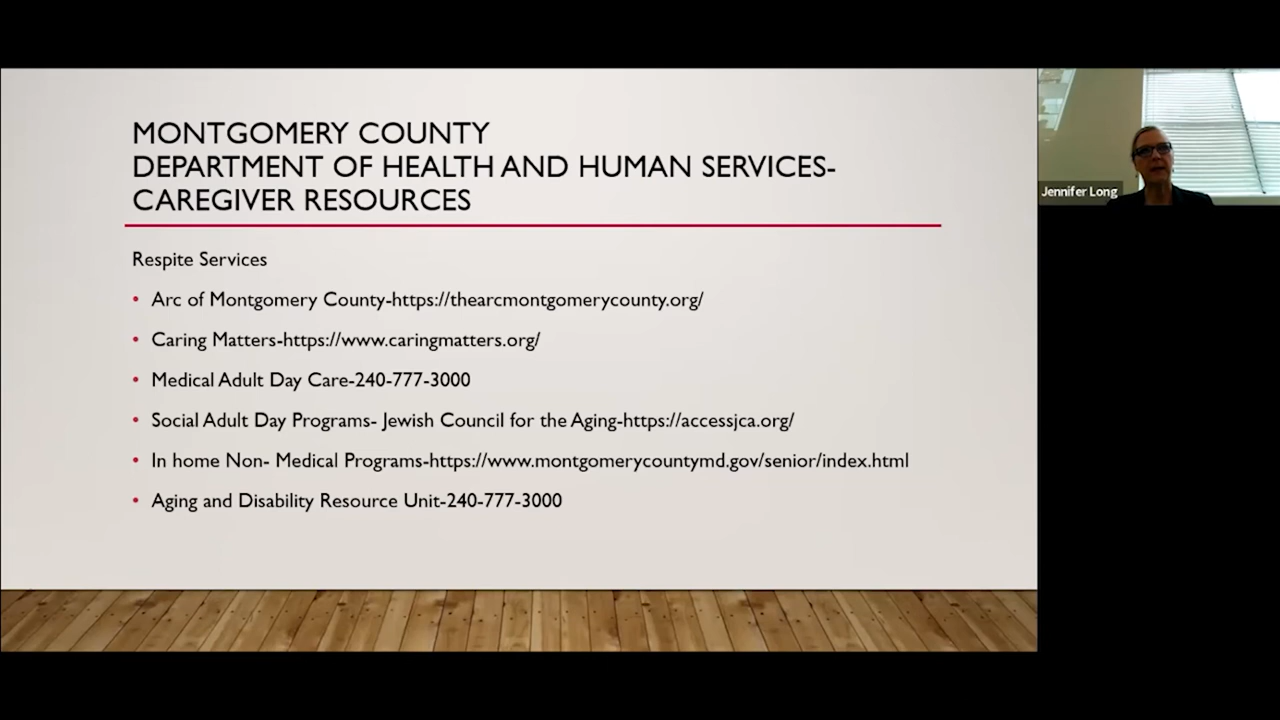 MONTGOMERY COUNTY
DEPARTMENT OF HEALTH AND HUMAN SERVICES-
CAREGIVER RESOURCES
Respite Services
• Arc of Montgomery County-https://thearcmontgomerycounty.org/
• Caring Matters-https://www.caringmatters.org/
• Medical Adult Day Care-240-777-3000
• Social Adult Day Programs- Jewish Council for the Aging-https://accessjca.org/
• In home Non- Medical Programs-https://www.montgomerycountymd.gov/senior/index.html
• Aging and Disability Resource Unit-240-777-3000
Jennifer Long